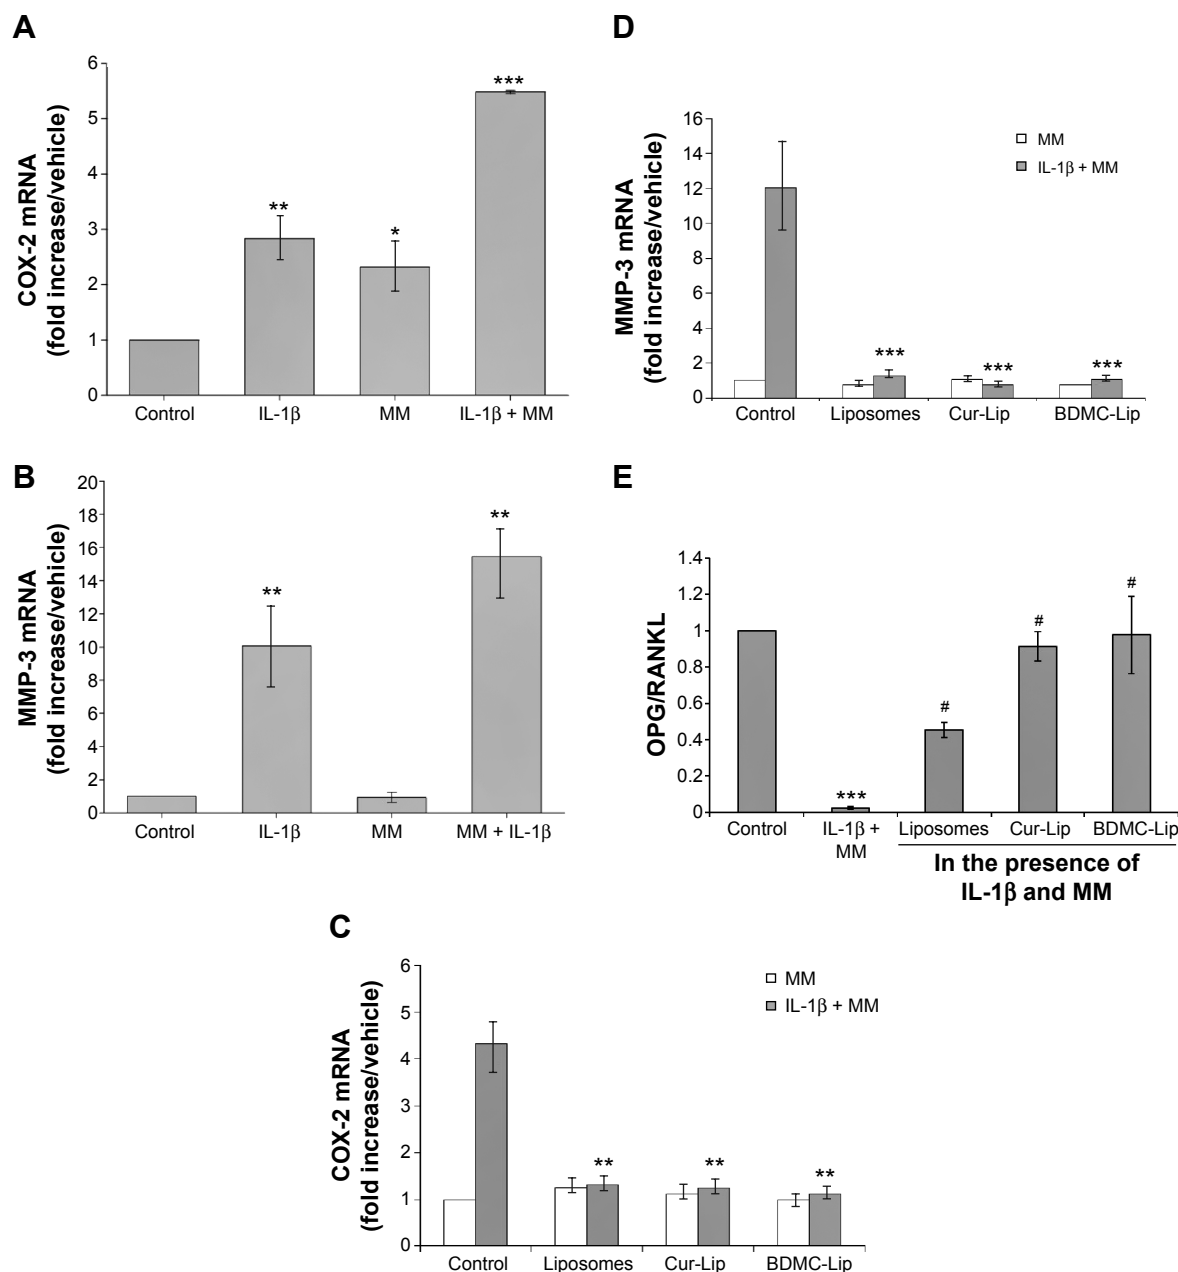 A
COX-2 mRNA
(fold increase/vehicle)
6
5
4
3
2
1
0
***
**
*
Control
IL-1β
MM
IL-1β + MM
B
MMP-3 mRNA
(fold increase/vehicle)
20
18
16
14
12
10
8
6
4
2
0
**
**
Control
IL-1β
MM
MM + IL-1β
C
COX-2 mRNA
(fold increase/vehicle)
6
5
4
3
2
1
0
MM
IL-1β + MM
**
**
**
Control
Liposomes
Cur-Lip
BDMC-Lip
D
MMP-3 mRNA
(fold increase/vehicle)
16
14
12
10
8
6
4
2
0
MM
IL-1β + MM
***
***
***
Control
Liposomes
Cur-Lip
BDMC-Lip
E
OPG/RANKL
1.4
1.2
1
0.8
0.6
0.4
0.2
0
***
#
#
#
Control
IL-1β +
MM
Liposomes
Cur-Lip
BDMC-Lip
In the presence of
IL-1β and MM